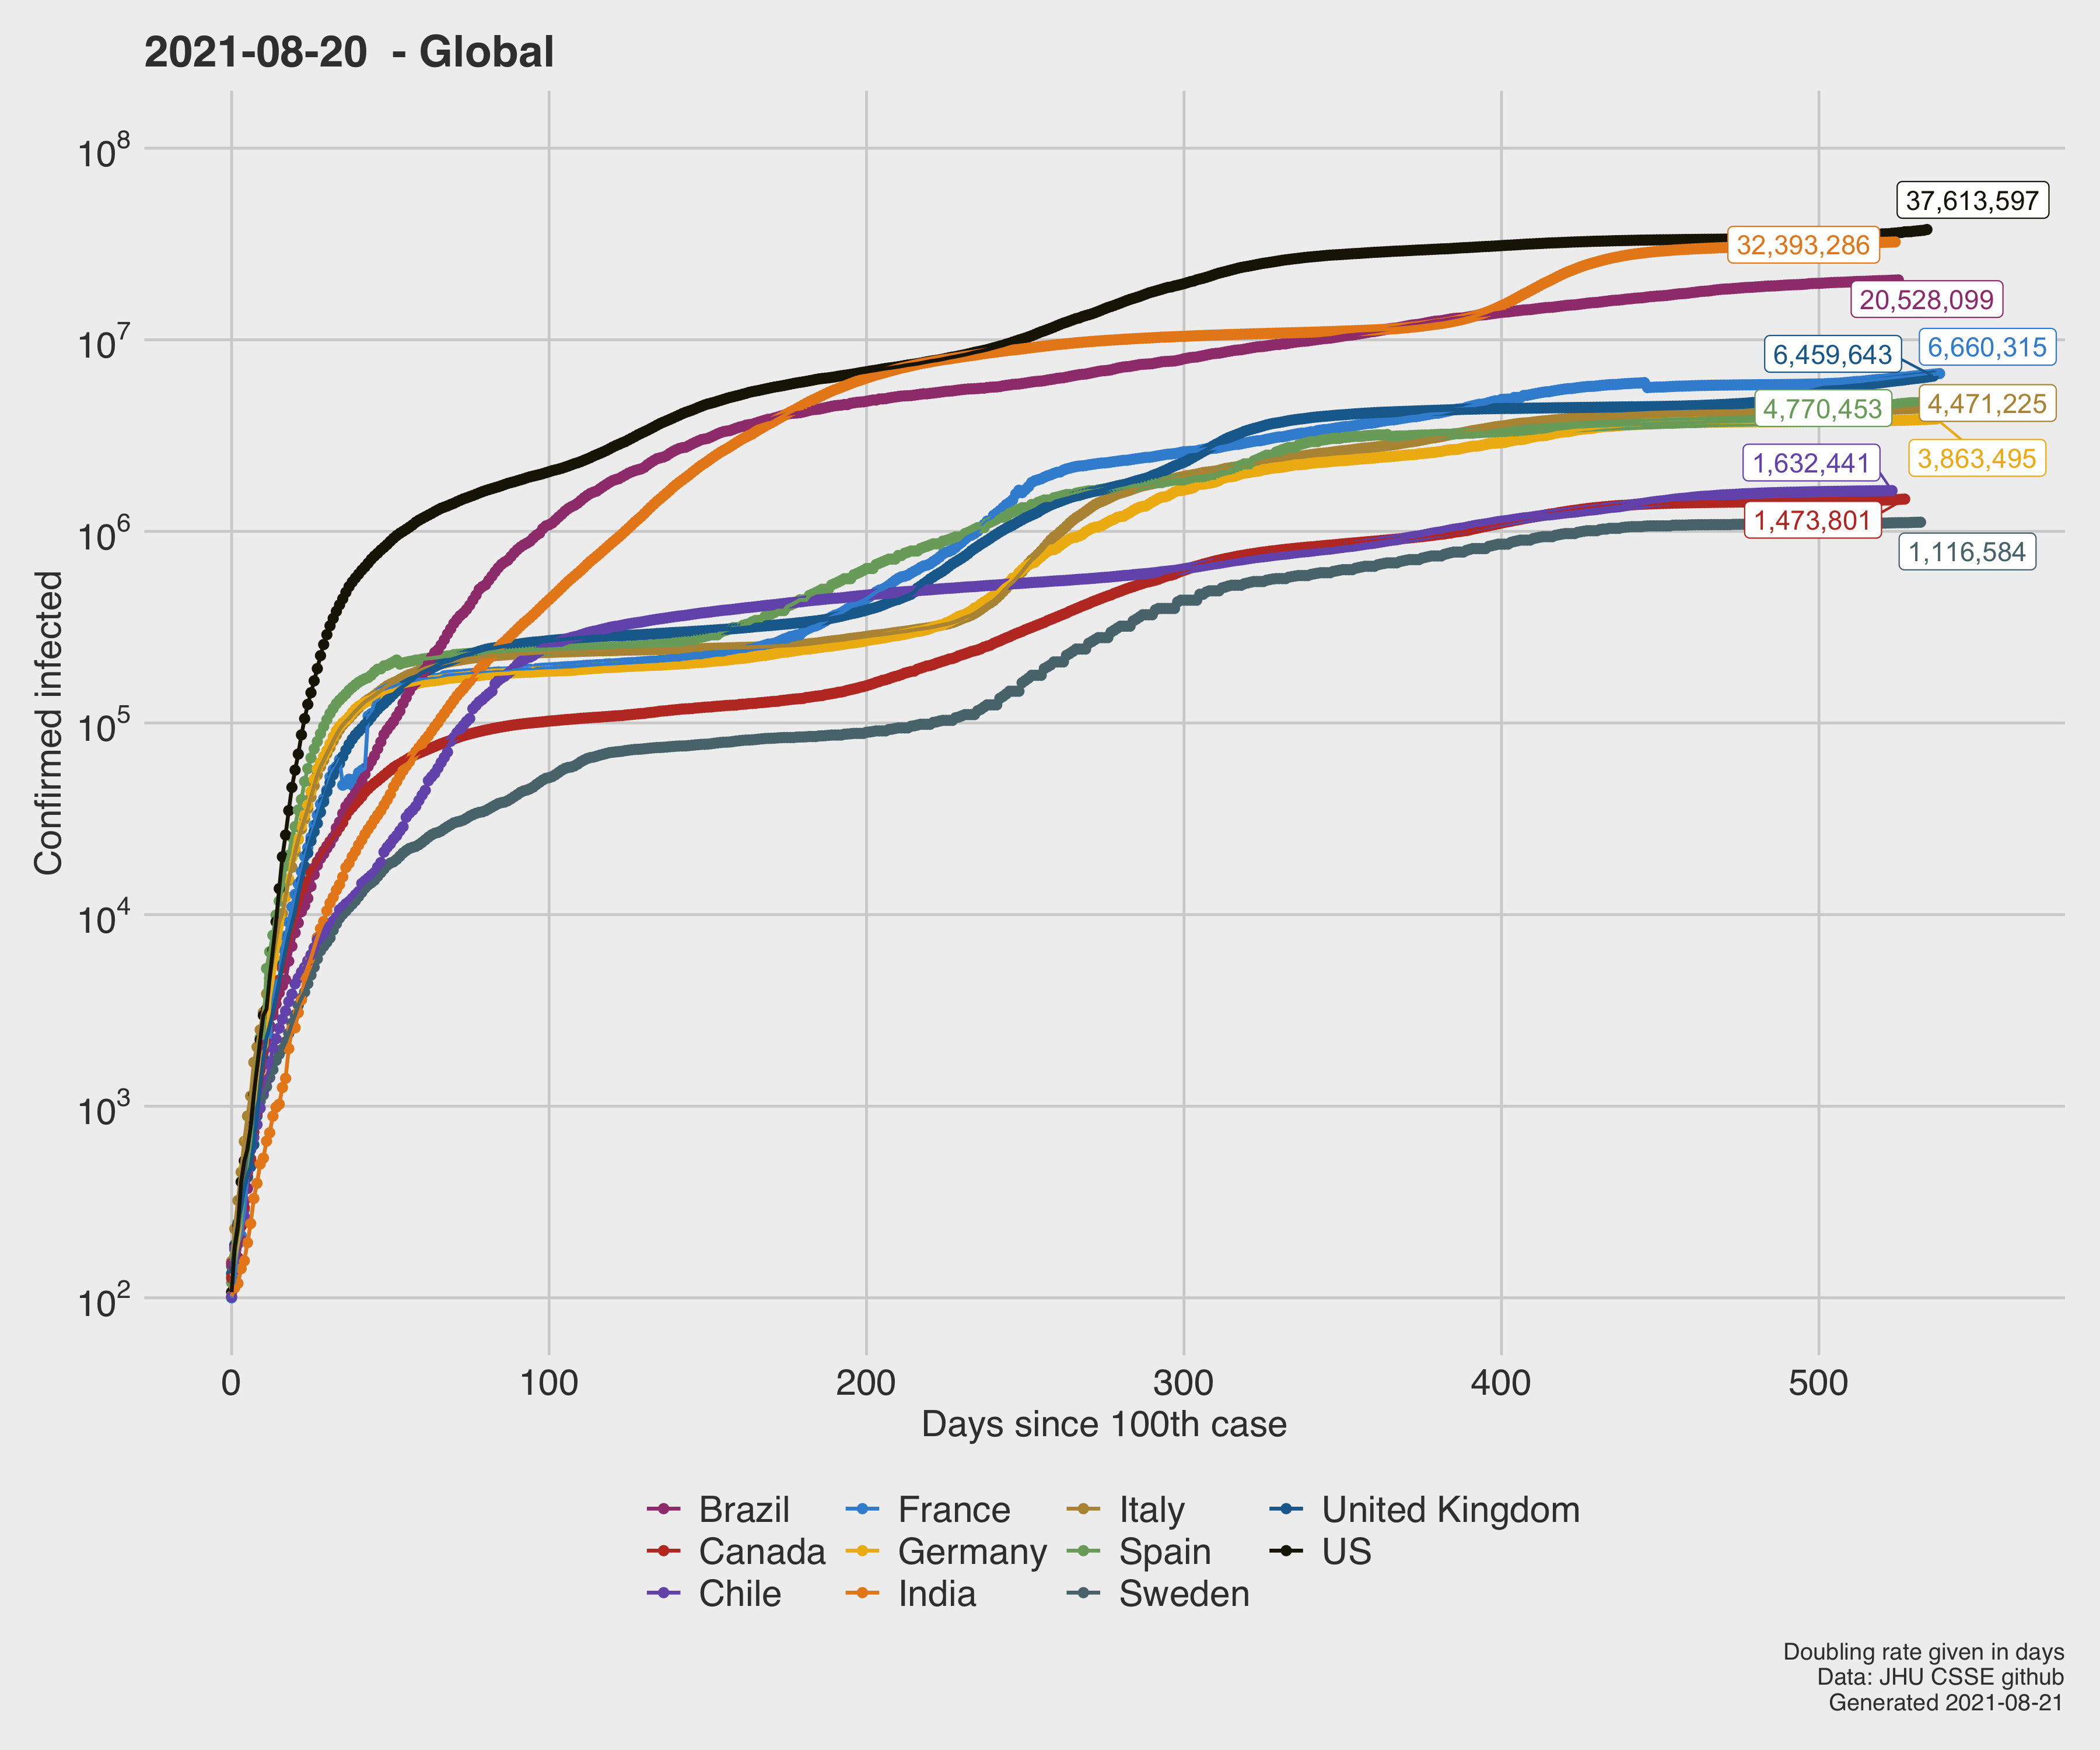 2021-08-20 - Global
Confirmed infected
10^8
10^7
10^6
10^5
10^4
10^3
10^2
37,613,597
32,393,286
20,528,099
6,459,643
6,660,315
4,770,453
4,471,225
3,863,495
1,632,441
1,473,801
1,116,584
0 100 200 300 400 500
Days since 100th case
Brazil France Italy United Kingdom
Canada Germany Spain US
Chile India Sweden
Doubling rate given in days
Data: JHU CSSE github
Generated 2021-08-21